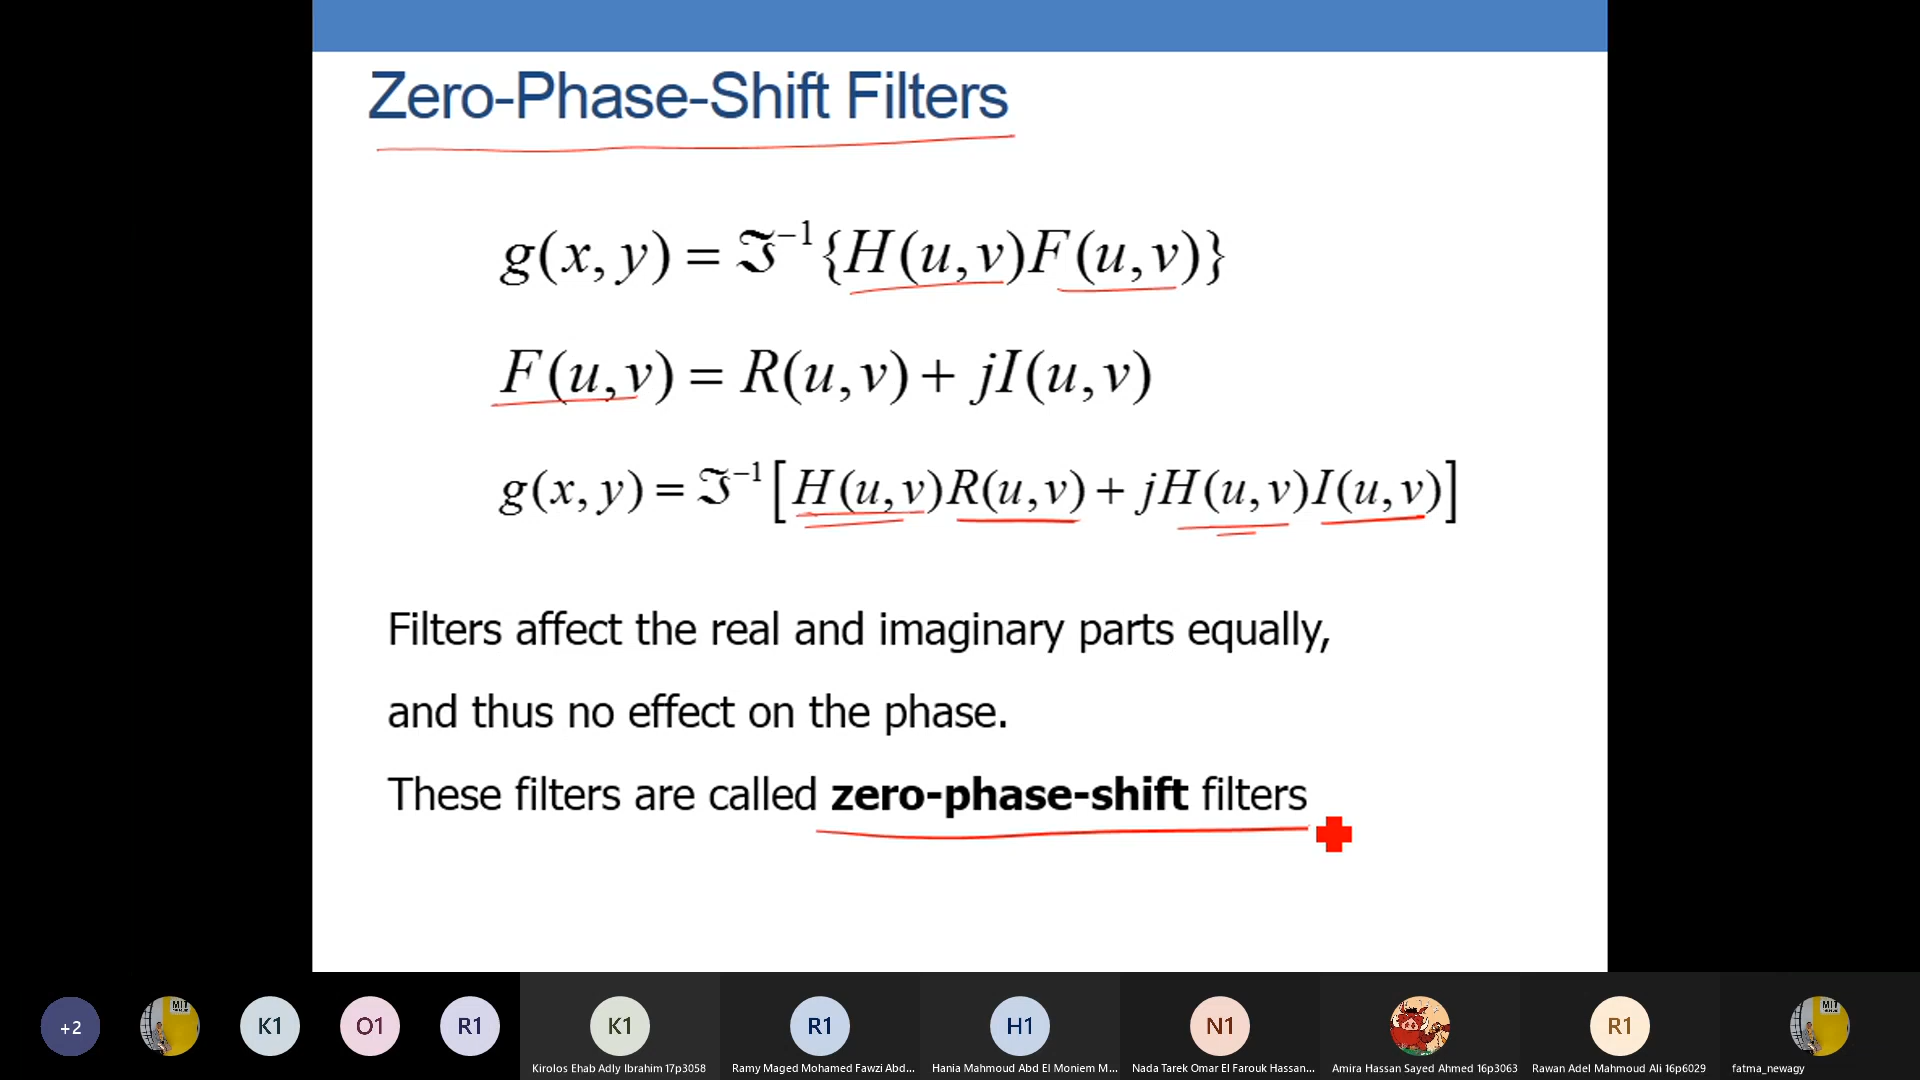 Zero-Phase-Shift Filters
g(x, y) = ℑ⁻¹{H(u,v)F(u,v)}
F(u,v) = R(u,v) + jI(u,v)
g(x, y) = ℑ⁻¹[H(u,v)R(u,v) + jH(u,v)I(u,v)]
Filters affect the real and imaginary parts equally,
and thus no effect on the phase.
These filters are called zero-phase-shift filters
+2
MIT
K1
O1
R1
K1
R1
H1
N1
R1
MIT
Kirolos Ehab Adly Ibrahim 17p3058
Ramy Maged Mohamed Fawzi Abd...
Hania Mahmoud Abd El Moniem M...
Nada Tarek Omar El Farouk Hassan...
Amira Hassan Sayed Ahmed 16p3063
Rawan Adel Mahmoud Ali 16p6029
fatma_newagy